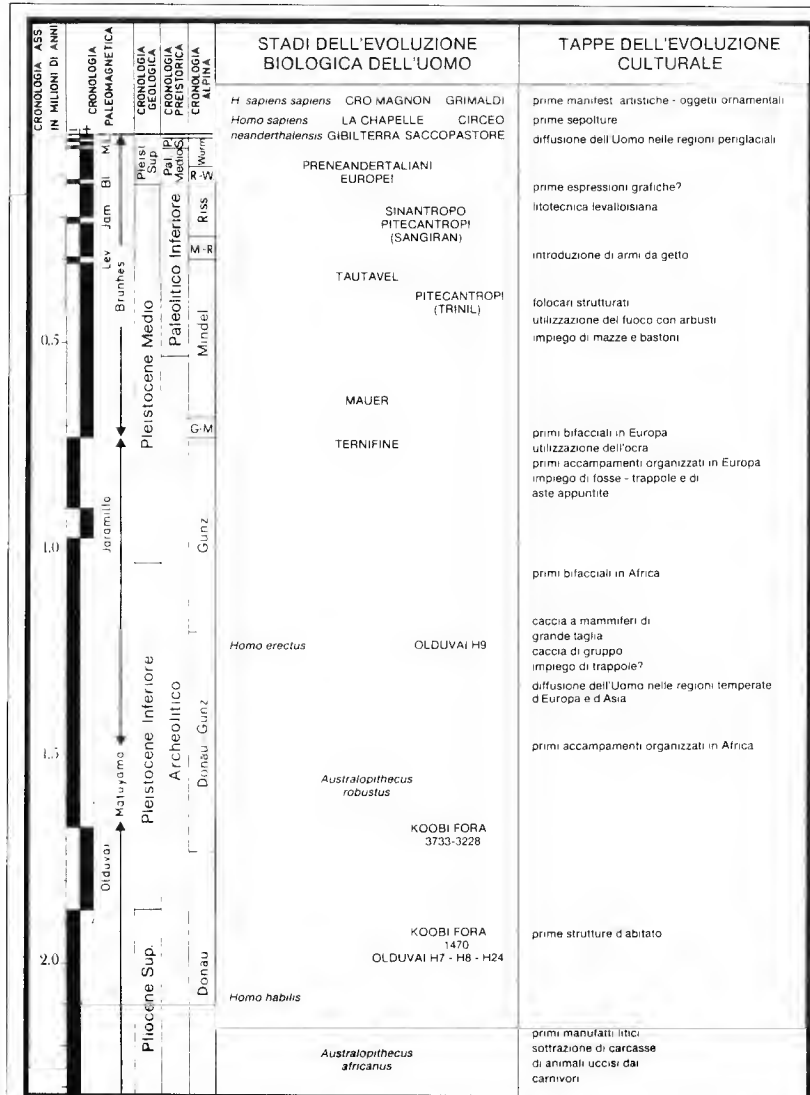 CRONOLOGIA ASS
IN MILIONI DI ANNI
CRONOLOGIA
PALEOMAGNETICA
CRONOLOGIA
GEOLOGICA
CRONOLOGIA
PREISTORICA
CRONOLOGIA
ALPINA
STADI DELL'EVOLUZIONE
BIOLOGICA DELL'UOMO
TAPPE DELL'EVOLUZIONE
CULTURALE
H sapiens sapiens CRO MAGNON GRIMALDI
Homo sapiens LA CHAPELLE CIRCEO
neanderthalensis GIBILTERRA SACCOPASTORE
PRENEANDERTALIANI
EUROPEI
SINANTROPO
PITECANTROPI
(SANGIRAN)
TAUTAVEL
PITECANTROPI
(TRINIL)
MAUER
TERNIFINE
Homo erectus OLDUVAI H9
Australopithecus
robustus
KOOBI FORA
3733-3228
KOOBI FORA
1470
OLDUVAI H7 - H8 - H24
Homo habilis
Australopithecus
africanus
prime manifest artistiche - oggetti ornamentali
prime sepolture
diffusione dell'Uomo nelle regioni periglaciali
prime espressioni grafiche?
litotecnica levalloisiana
introduzione di armi da getto
folocari strutturati
utilizzazione del fuoco con arbusti
impiego di mazze e bastoni
primi bifacciali in Europa
utilizzazione dell'ocra
primi accampamenti organizzati in Europa
impiego di fosse - trappole e di
aste appuntite
primi bifacciali in Africa
caccia a mammiferi di
grande taglia
caccia di gruppo
impiego di trappole?
diffusione dell'Uomo nelle regioni temperate
d Europa e d Asia
primi accampamenti organizzati in Africa
prime strutture d abitato
primi manufatti litici
sottrazione di carcasse
di animali uccisi dai
carnivori
0.5
1.0
1.5
2.0
Bl
Jam
Lev
Jaramillo
Olduvai
Brunhes
Matuyama
Pleist
Sup
Pleistocene Medio
Pleistocene Inferiore
Pliocene Sup.
Pal.
Medio
Paleolitico Inferiore
Archeolitico
Wurm
R-W
Riss
M-R
Mindel
G-M
Gunz
Donau Gunz
Donau